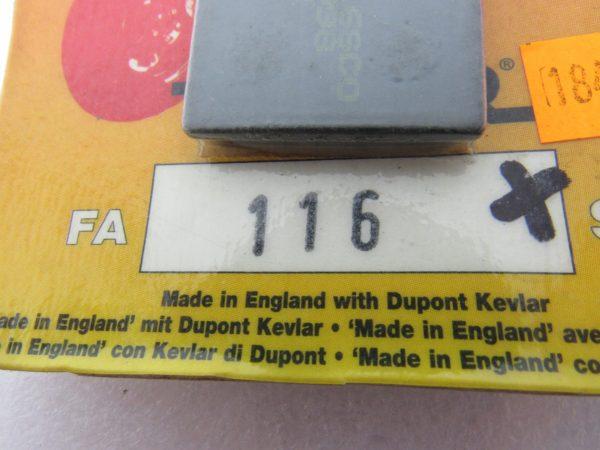 ®
FA 116 X S
Made in England with Dupont Kevlar
ade in England' mit Dupont Kevlar • 'Made in England' ave
in England' con Kevlar di Dupont • 'Made in England' co